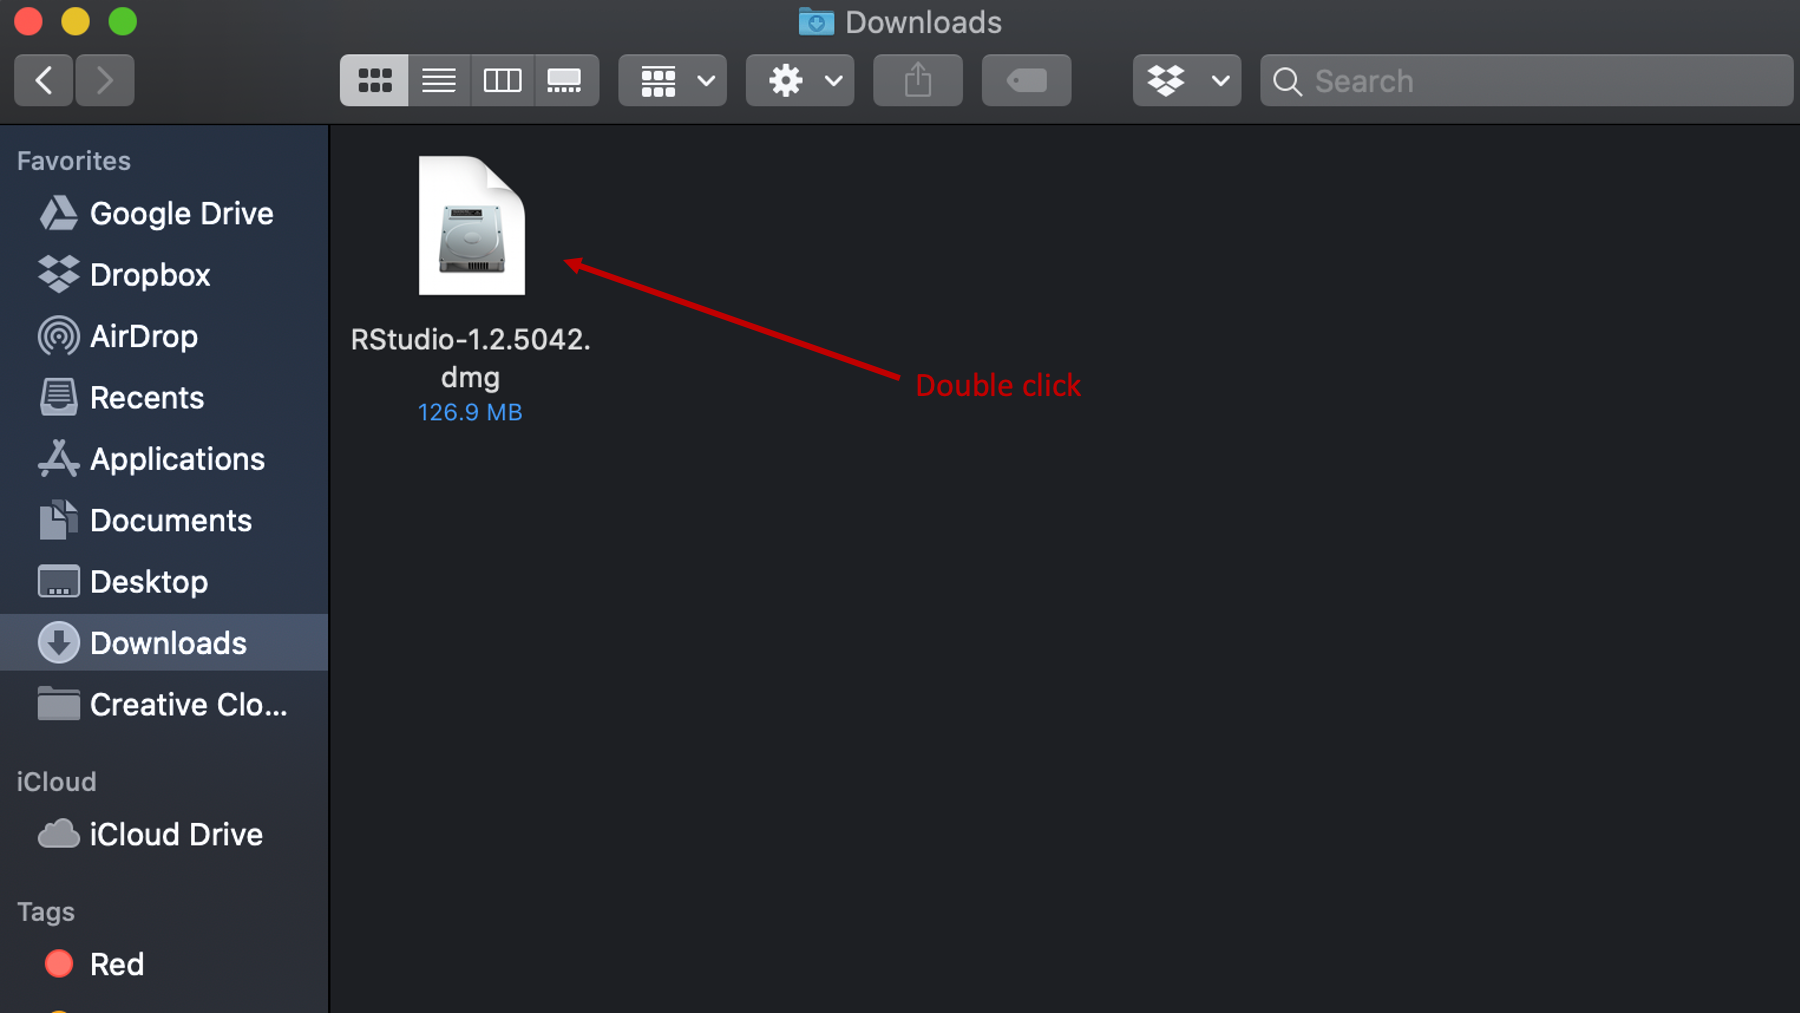 Downloads
Search
Favorites
Google Drive
Dropbox
AirDrop
Recents
Applications
Documents
Desktop
Downloads
Creative Clo...
iCloud
iCloud Drive
Tags
Red
RStudio-1.2.5042.
dmg
126.9 MB
Double click